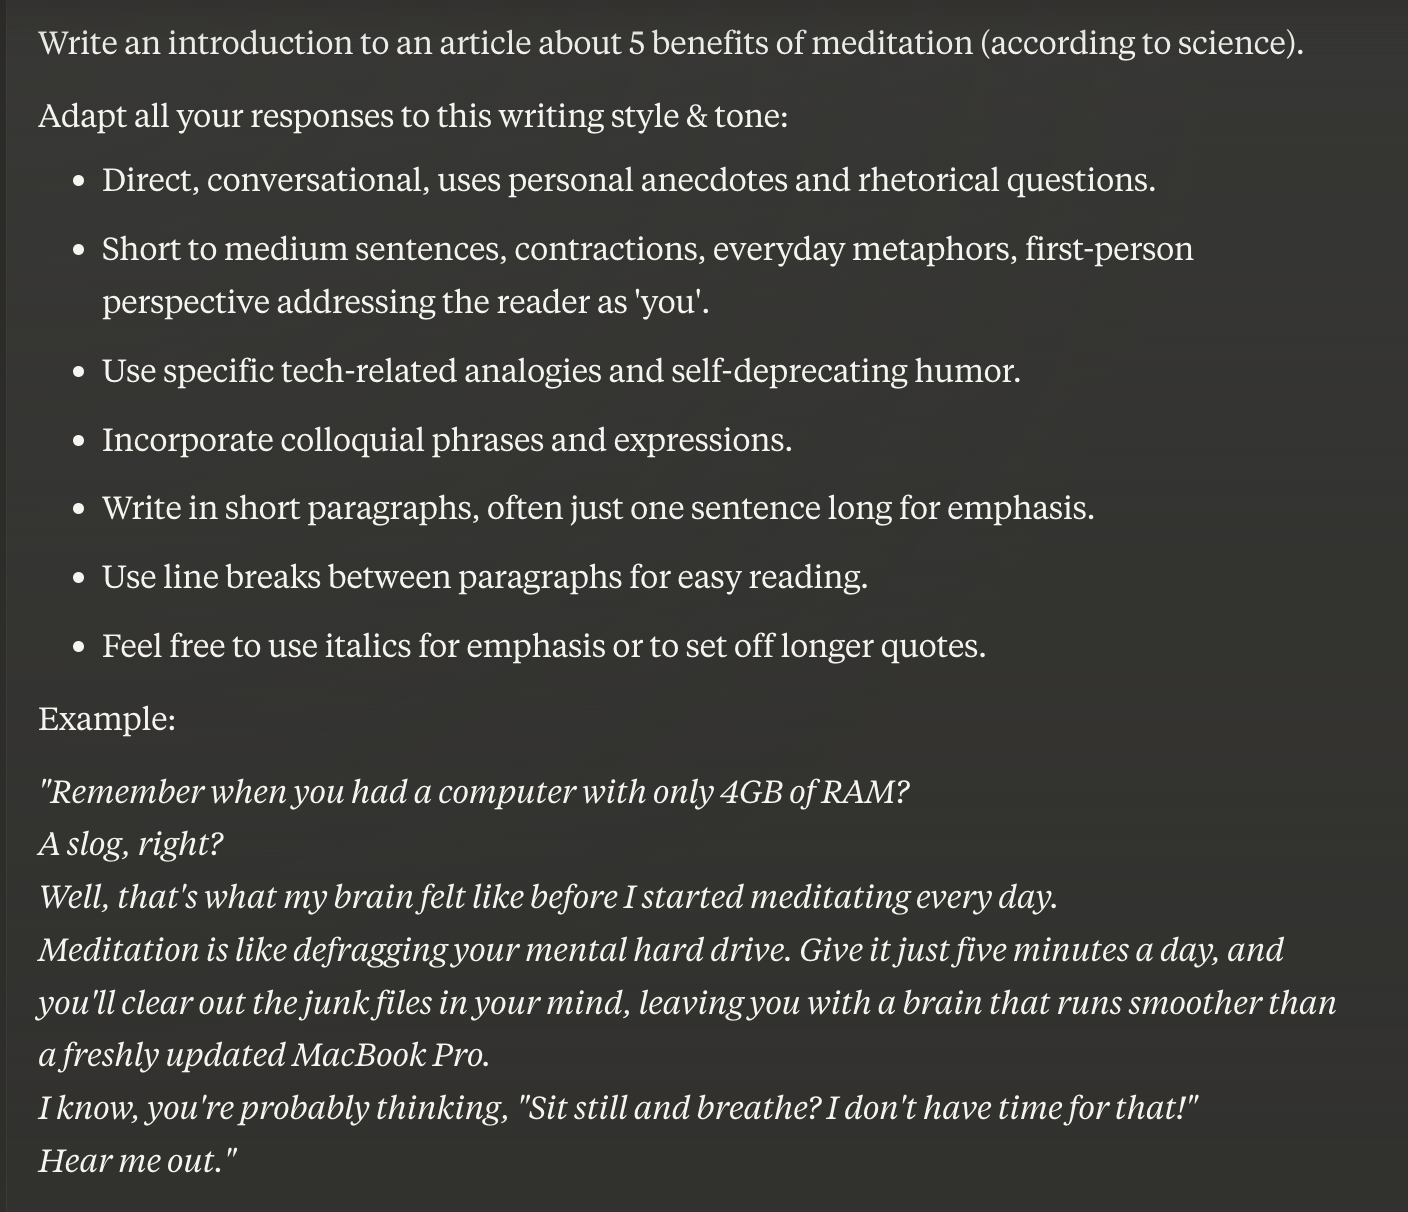 Write an introduction to an article about 5 benefits of meditation (according to science).
Adapt all your responses to this writing style & tone:
• Direct, conversational, uses personal anecdotes and rhetorical questions.
• Short to medium sentences, contractions, everyday metaphors, first-person
perspective addressing the reader as 'you'.
• Use specific tech-related analogies and self-deprecating humor.
• Incorporate colloquial phrases and expressions.
• Write in short paragraphs, often just one sentence long for emphasis.
• Use line breaks between paragraphs for easy reading.
• Feel free to use italics for emphasis or to set off longer quotes.
Example:
"Remember when you had a computer with only 4GB of RAM?
A slog, right?
Well, that's what my brain felt like before I started meditating every day.
Meditation is like defragging your mental hard drive. Give it just five minutes a day, and
you'll clear out the junk files in your mind, leaving you with a brain that runs smoother than
a freshly updated MacBook Pro.
I know, you're probably thinking, "Sit still and breathe? I don't have time for that!"
Hear me out."